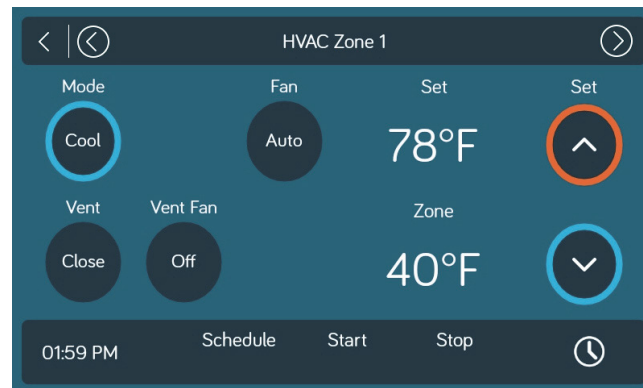 HVAC Zone 1
Mode Fan Set Set
Cool Auto 78°F
Vent Vent Fan Zone
Close Off 40°F
01:59 PM Schedule Start Stop